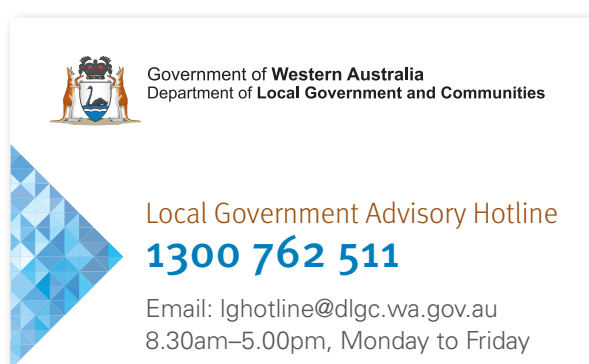 Government of Western Australia
Department of Local Government and Communities
Local Government Advisory Hotline
1300 762 511
Email: lghotline@dlgc.wa.gov.au
8.30am–5.00pm, Monday to Friday